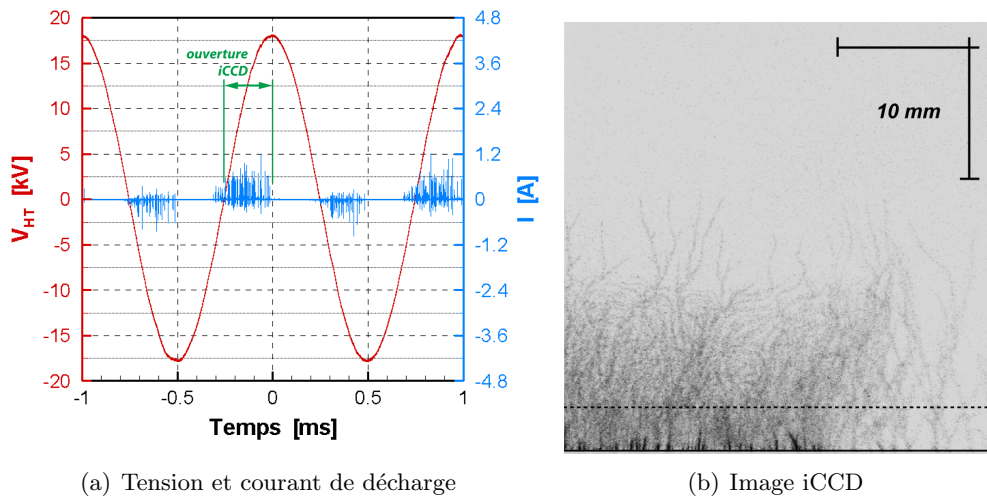 20
15
10
5
0
-5
-10
-15
-20
V_HT [kV]
ouverture
iCCD
4.8
3.6
2.4
1.2
0
-1.2
-2.4
-3.6
-4.8
I [A]
-1 -0.5 0 0.5 1
Temps [ms]
(a) Tension et courant de décharge
10 mm
(b) Image iCCD